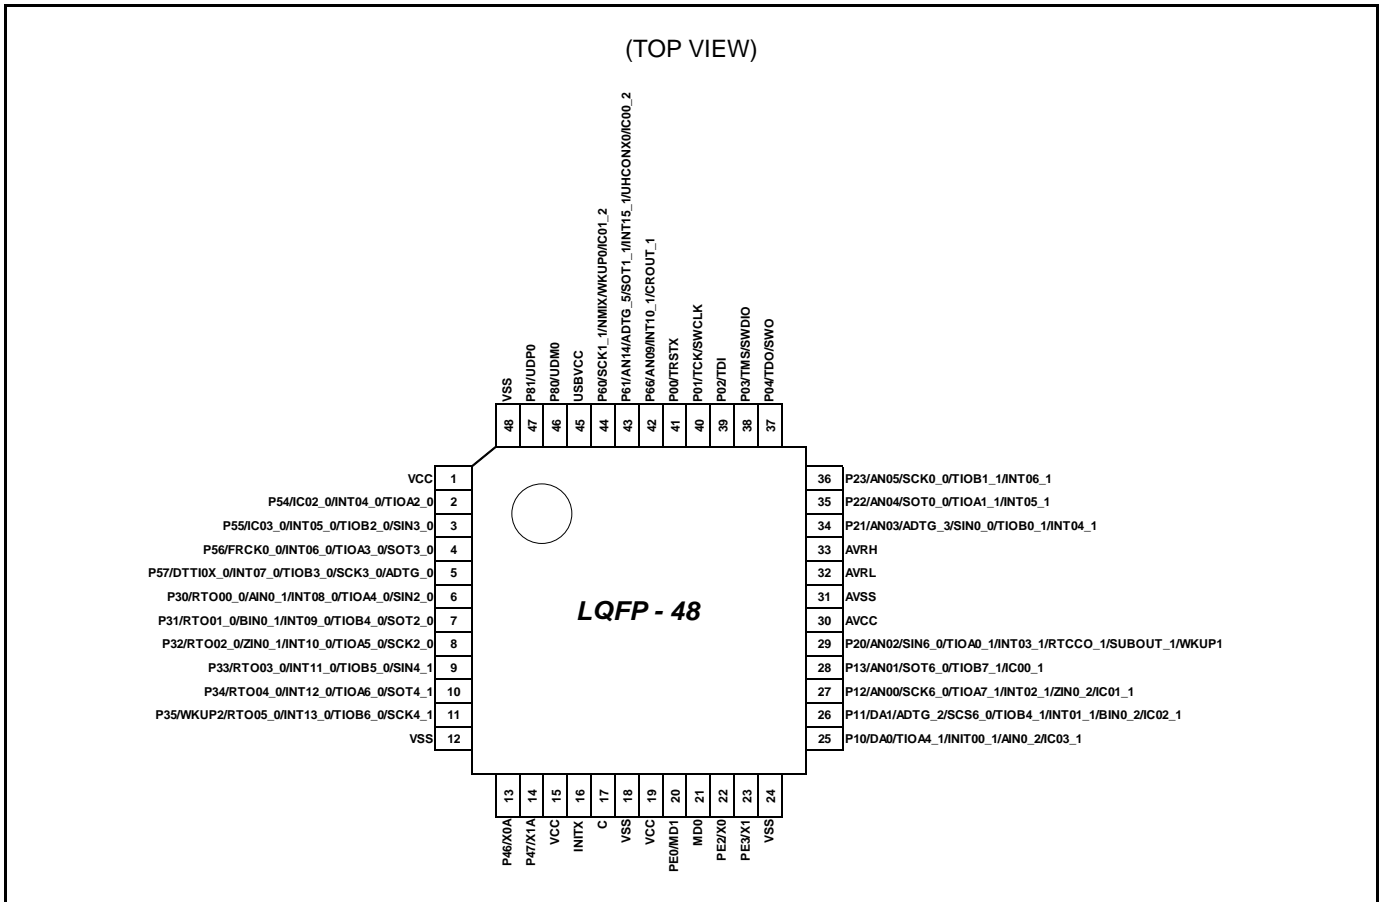 (TOP VIEW)
VSS
P81/UDP0
P80/UDM0
USBVCC
P60/SCK1_1/NMIX/WKUP0/IC01_2
P61/AN14/ADTG_5/SOT1_1/INT15_1/UHCONX0/IC00_2
P66/AN09/INT10_1/CROUT_1
P00/TRSTX
P01/TCK/SWCLK
P02/TDI
P03/TMS/SWDIO
P04/TDO/SWO
48
47
46
45
44
43
42
41
40
39
38
37
VCC 1
P54/IC02_0/INT04_0/TIOA2_0 2
P55/IC03_0/INT05_0/TIOB2_0/SIN3_0 3
P56/FRCK0_0/INT06_0/TIOA3_0/SOT3_0 4
P57/DTTI0X_0/INT07_0/TIOB3_0/SCK3_0/ADTG_0 5
P30/RTO00_0/AIN0_1/INT08_0/TIOA4_0/SIN2_0 6
P31/RTO01_0/BIN0_1/INT09_0/TIOB4_0/SOT2_0 7
P32/RTO02_0/ZIN0_1/INT10_0/TIOA5_0/SCK2_0 8
P33/RTO03_0/INT11_0/TIOB5_0/SIN4_1 9
P34/RTO04_0/INT12_0/TIOA6_0/SOT4_1 10
P35/WKUP2/RTO05_0/INT13_0/TIOB6_0/SCK4_1 11
VSS 12
LQFP - 48
36 P23/AN05/SCK0_0/TIOB1_1/INT06_1
35 P22/AN04/SOT0_0/TIOA1_1/INT05_1
34 P21/AN03/ADTG_3/SIN0_0/TIOB0_1/INT04_1
33 AVRH
32 AVRL
31 AVSS
30 AVCC
29 P20/AN02/SIN6_0/TIOA0_1/INT03_1/RTCCO_1/SUBOUT_1/WKUP1
28 P13/AN01/SOT6_0/TIOB7_1/IC00_1
27 P12/AN00/SCK6_0/TIOA7_1/INT02_1/ZIN0_2/IC01_1
26 P11/DA1/ADTG_2/SCS6_0/TIOB4_1/INT01_1/BIN0_2/IC02_1
25 P10/DA0/TIOA4_1/INIT00_1/AIN0_2/IC03_1
13
14
15
16
17
18
19
20
21
22
23
24
P46/X0A
P47/X1A
VCC
INITX
C
VSS
VCC
PE0/MD1
MD0
PE2/X0
PE3/X1
VSS